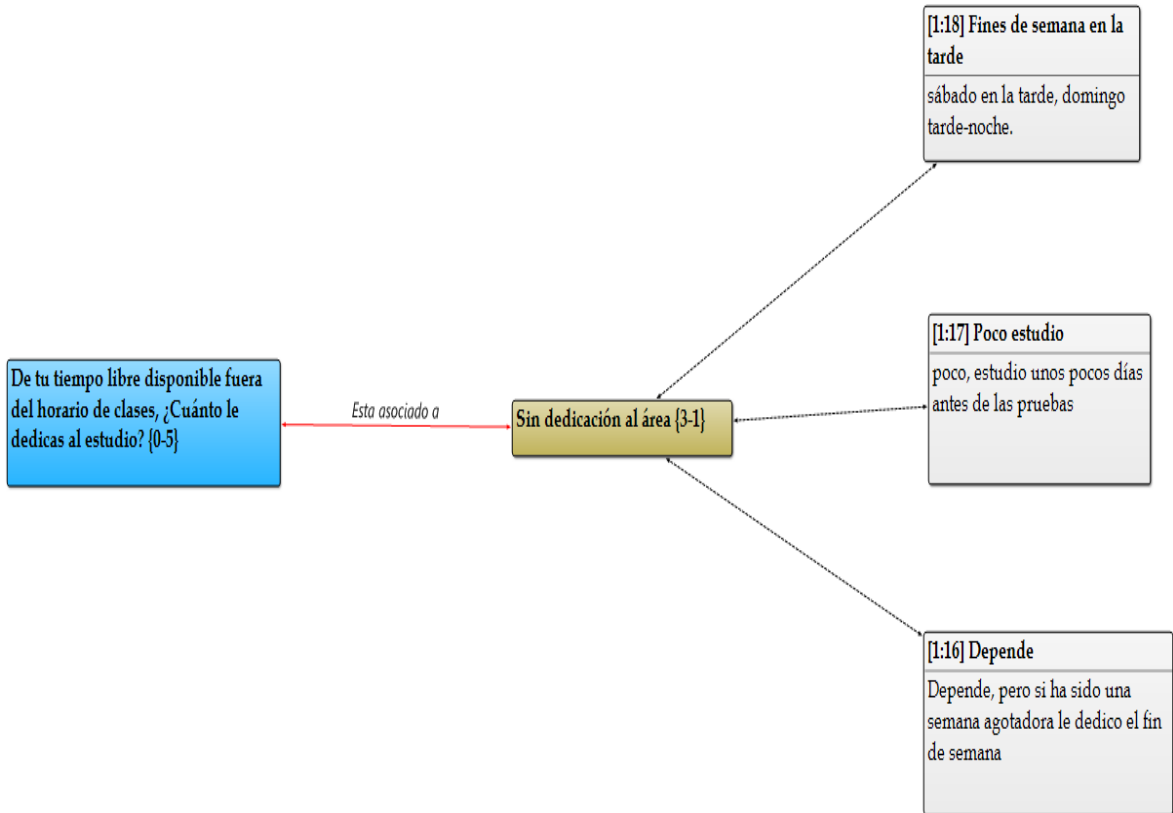 [1:18] Fines de semana en la
tarde
sábado en la tarde, domingo
tarde-noche.
De tu tiempo libre disponible fuera
del horario de clases, ¿Cuánto le
dedicas al estudio? {0-5}
Esta asociado a
Sin dedicación al área {3-1}
[1:17] Poco estudio
poco, estudio unos pocos días
antes de las pruebas
[1:16] Depende
Depende, pero si ha sido una
semana agotadora le dedico el fin
de semana